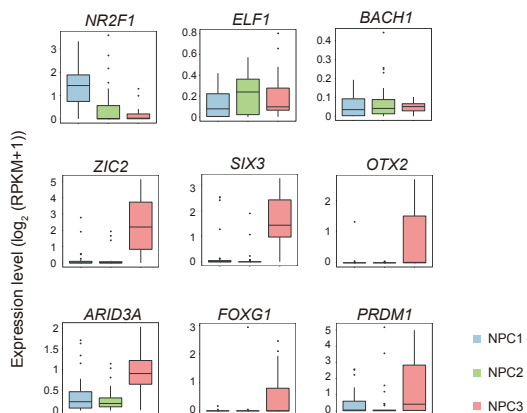 NR2F1 ELF1 BACH1
3 2 1 0
0.8 0.6 0.4 0.2 0
0.4 0.2 0.1 0
ZIC2 SIX3 OTX2
5 4 3 2 1 0
3 2 1 0
2 1 0
ARID3A FOXG1 PRDM1
2 1.5 1 0.5 0
3 2 1 0
5 4 3 2 1 0
Expression level (log2 (RPKM+1))
NPC1
NPC2
NPC3